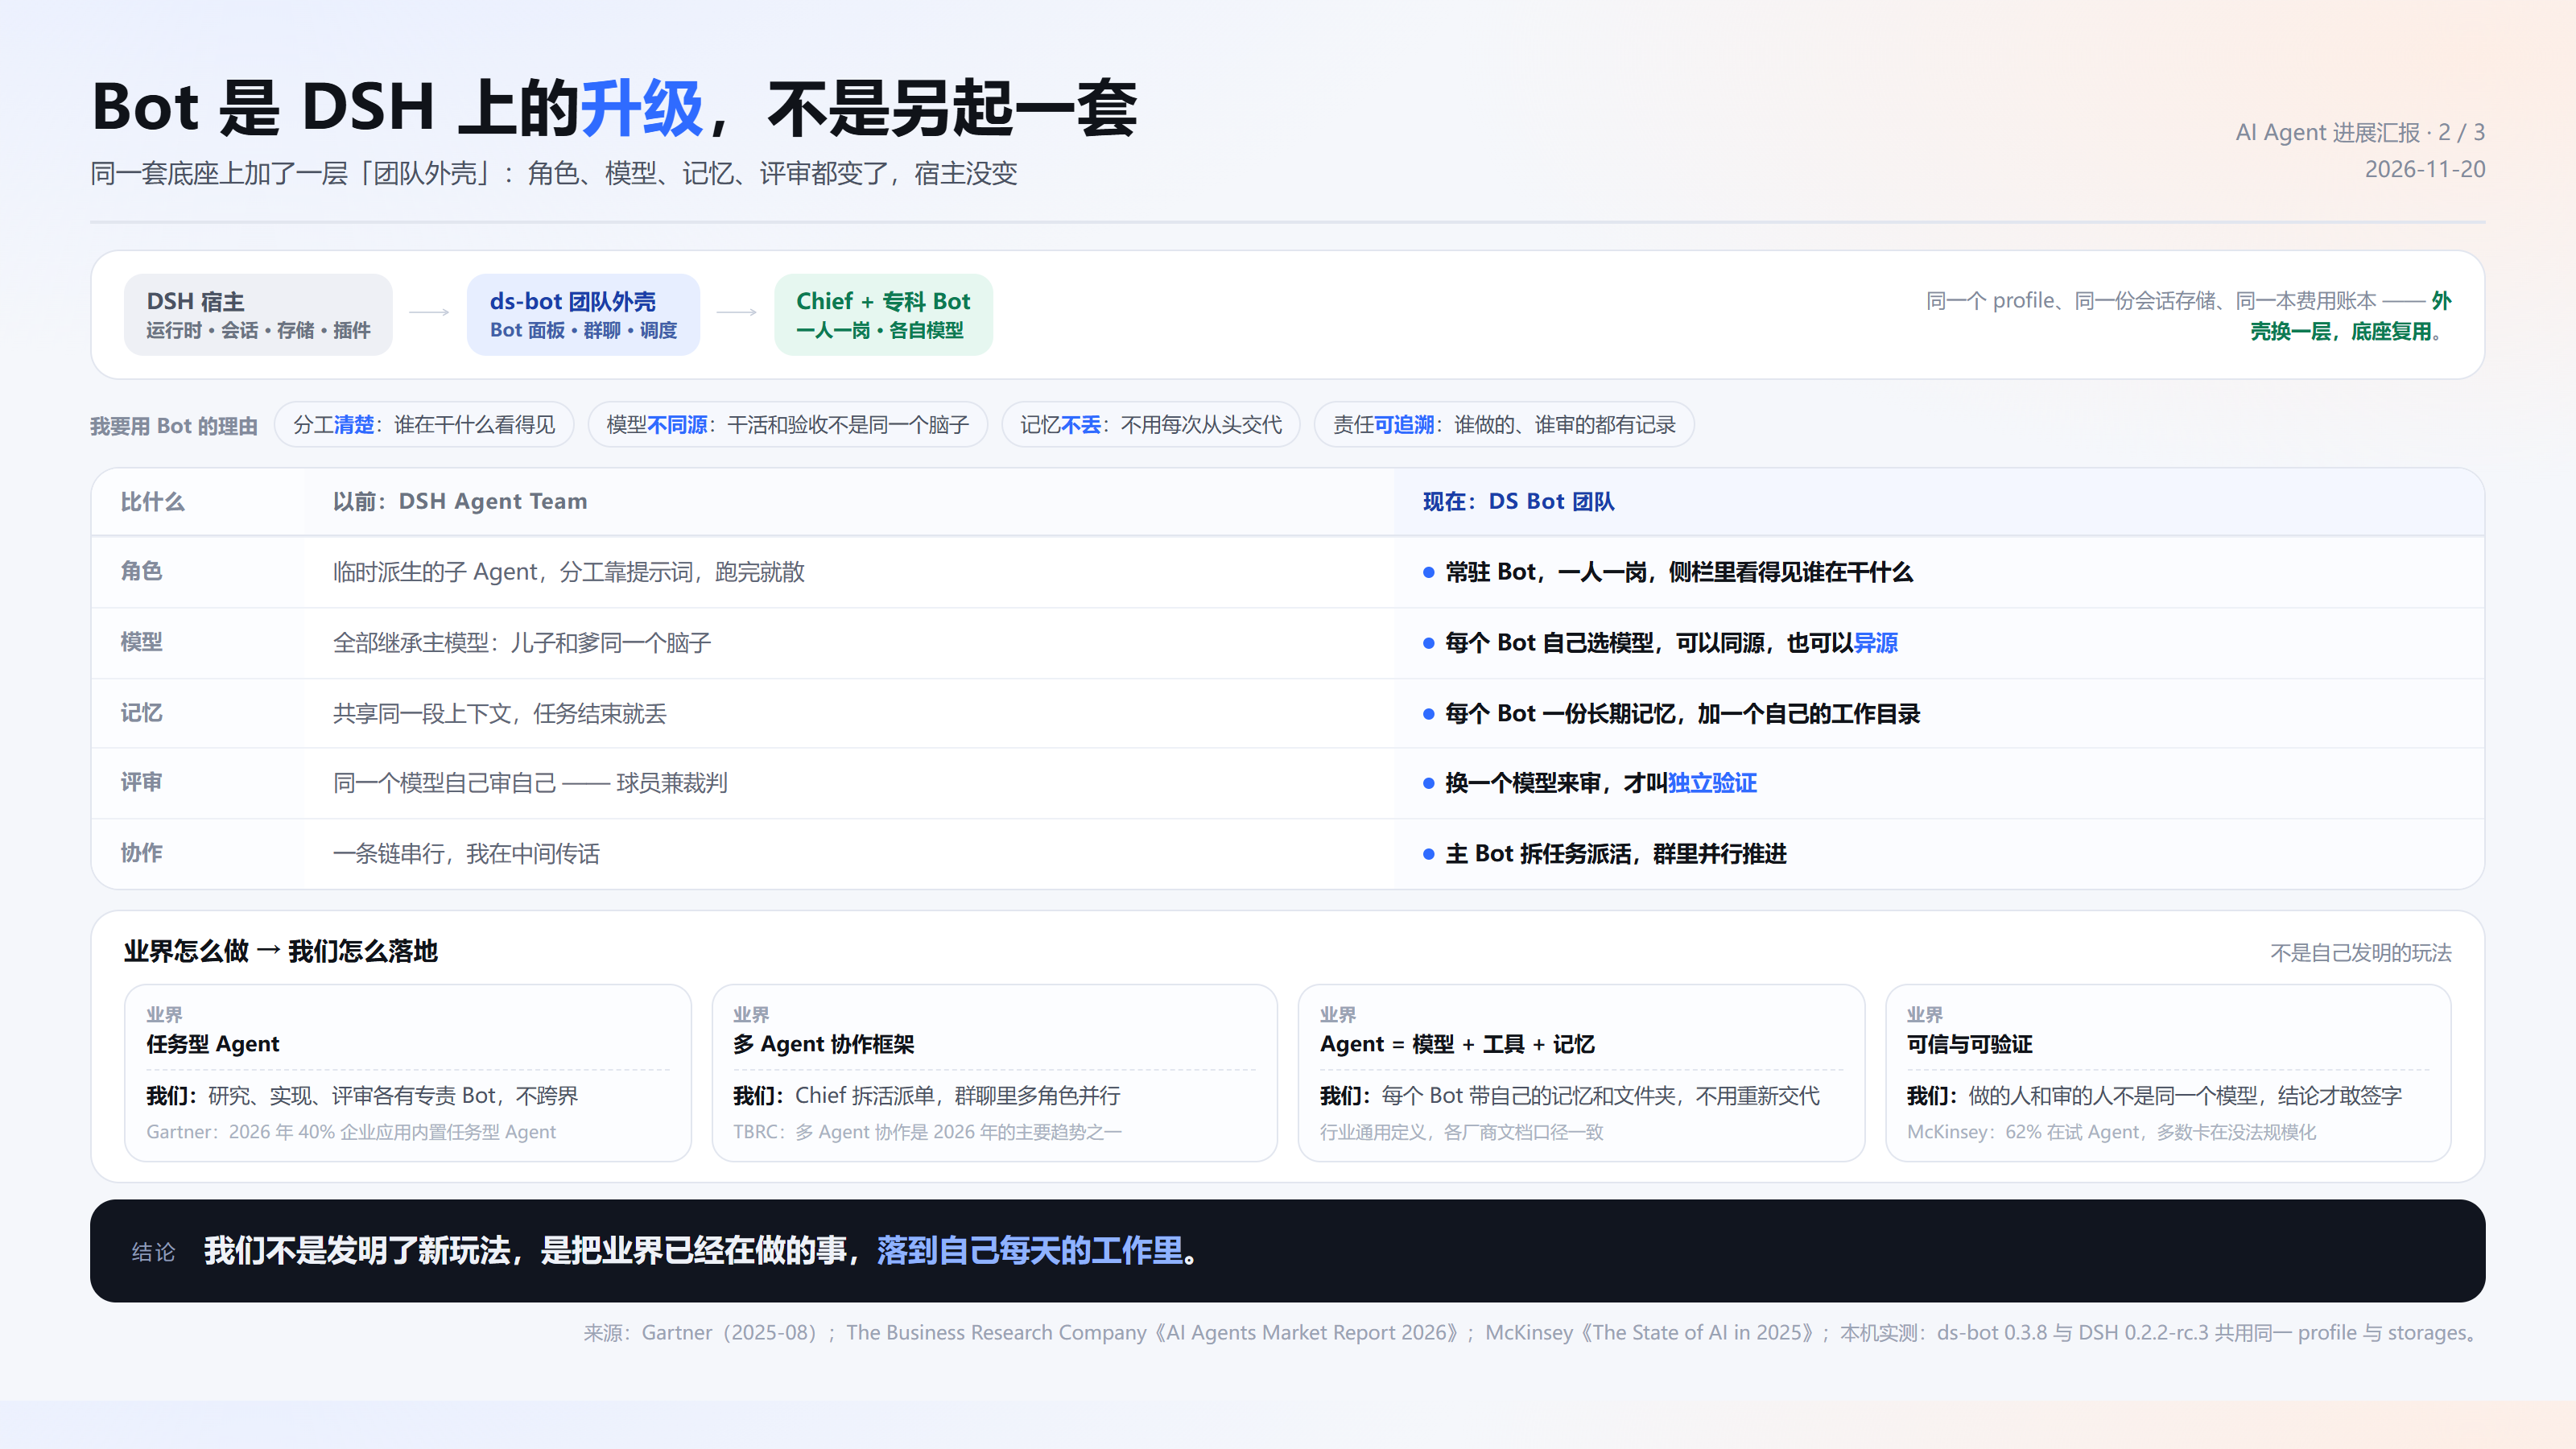 Bot 是 DSH 上的升级，不是另起一套
同一套底座上加了一层「团队外壳」：角色、模型、记忆、评审都变了，宿主没变
AI Agent 进展汇报 · 2 / 3
2026-11-20
DSH 宿主
运行时 • 会话 • 存储 • 插件
→
ds-bot 团队外壳
Bot 面板 • 群聊 • 调度
→
Chief + 专科 Bot
一人一岗 • 各自模型
同一个 profile、同一份会话存储、同一本费用账本 —— 外
壳换一层，底座复用。
我要用 Bot 的理由
分工清楚：谁在干什么看得见
模型不同源：干活和验收不是同一个脑子
记忆不丢：不用每次从头交代
责任可追溯：谁做的、谁审的都有记录
比什么
以前：DSH Agent Team
现在：DS Bot 团队
角色
临时派生的子 Agent，分工靠提示词，跑完就散
常驻 Bot，一人一岗，侧栏里看得见谁在干什么
模型
全部继承主模型：儿子和爹同一个脑子
每个 Bot 自己选模型，可以同源，也可以异源
记忆
共享同一段上下文，任务结束就丢
每个 Bot 一份长期记忆，加一个自己的工作目录
评审
同一个模型自己审自己 —— 球员兼裁判
换一个模型来审，才叫独立验证
协作
一条链串行，我在中间传话
主 Bot 拆任务派活，群里并行推进
业界怎么做 → 我们怎么落地
不是自己发明的玩法
业界
任务型 Agent
我们：研究、实现、评审各有专责 Bot，不跨界
Gartner：2026 年 40% 企业应用内置任务型 Agent
业界
多 Agent 协作框架
我们：Chief 拆活派单，群聊里多角色并行
TBRC：多 Agent 协作是 2026 年的主要趋势之一
业界
Agent = 模型 + 工具 + 记忆
我们：每个 Bot 带自己的记忆和文件夹，不用重新交代
行业通用定义，各厂商文档口径一致
业界
可信与可验证
我们：做的人和审的人不是同一个模型，结论才敢签字
McKinsey：62% 在试 Agent，多数卡在没法规模化
结论
我们不是发明了新玩法，是把业界已经在做的事，落到自己每天的工作里。
来源：Gartner（2025-08）；The Business Research Company《AI Agents Market Report 2026》；McKinsey《The State of AI in 2025》；本机实测：ds-bot 0.3.8 与 DSH 0.2.2-rc.3 共用同一 profile 与 storages。